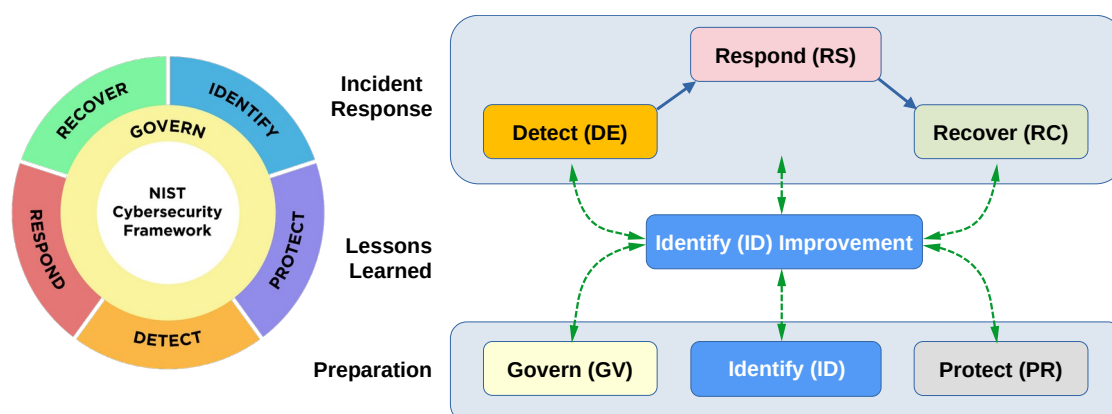 RECOVER
IDENTIFY
GOVERN
NIST
Cybersecurity
Framework
RESPOND
PROTECT
DETECT
Incident
Response
Respond (RS)
Detect (DE)
Recover (RC)
Lessons
Learned
Identify (ID) Improvement
Preparation
Govern (GV)
Identify (ID)
Protect (PR)